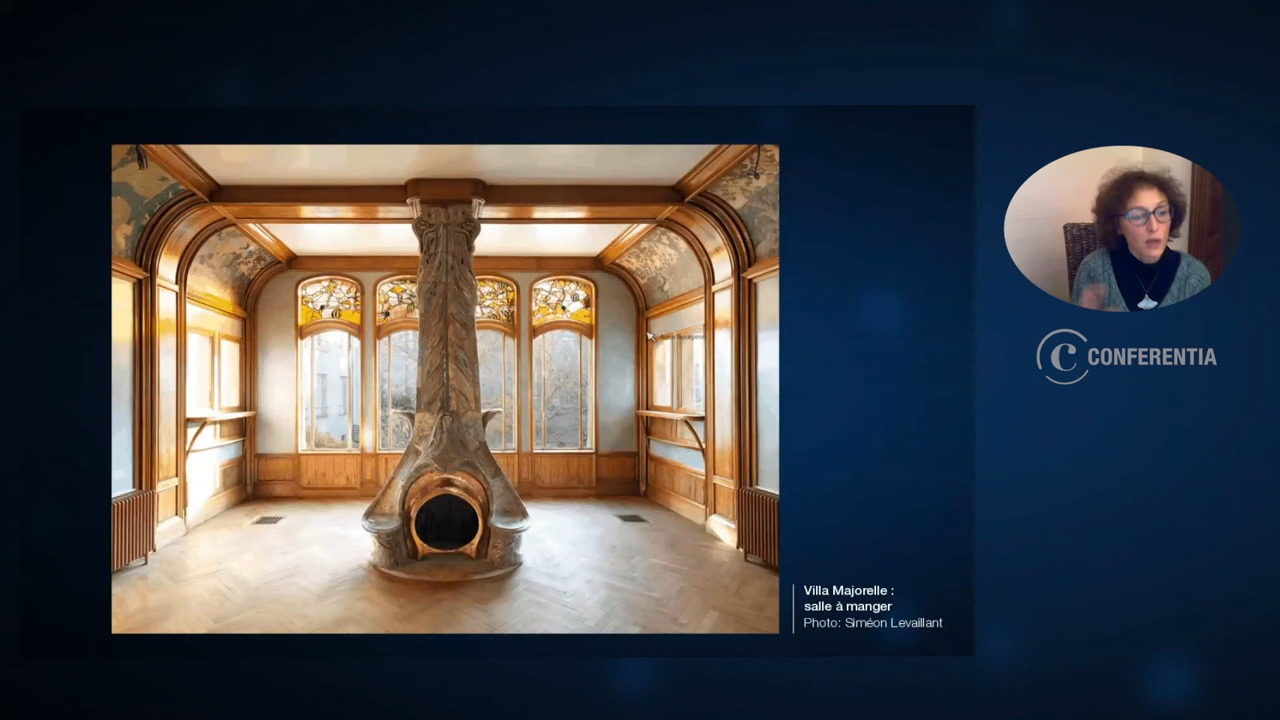 C CONFERENTIA
Villa Majorelle :
salle à manger
Photo: Siméon Levaillant